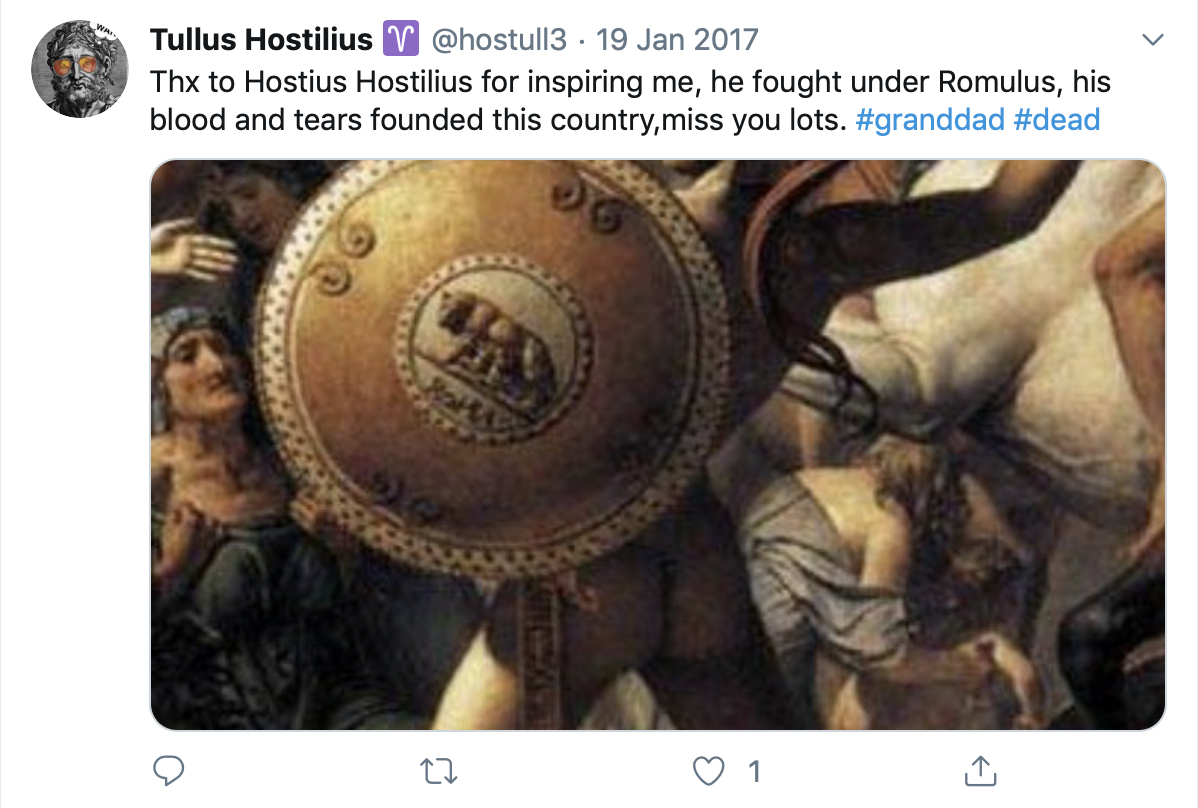 Tullus Hostilius ♈ @hostull3 · 19 Jan 2017
Thx to Hostius Hostilius for inspiring me, he fought under Romulus, his
blood and tears founded this country,miss you lots. #granddad #dead
1